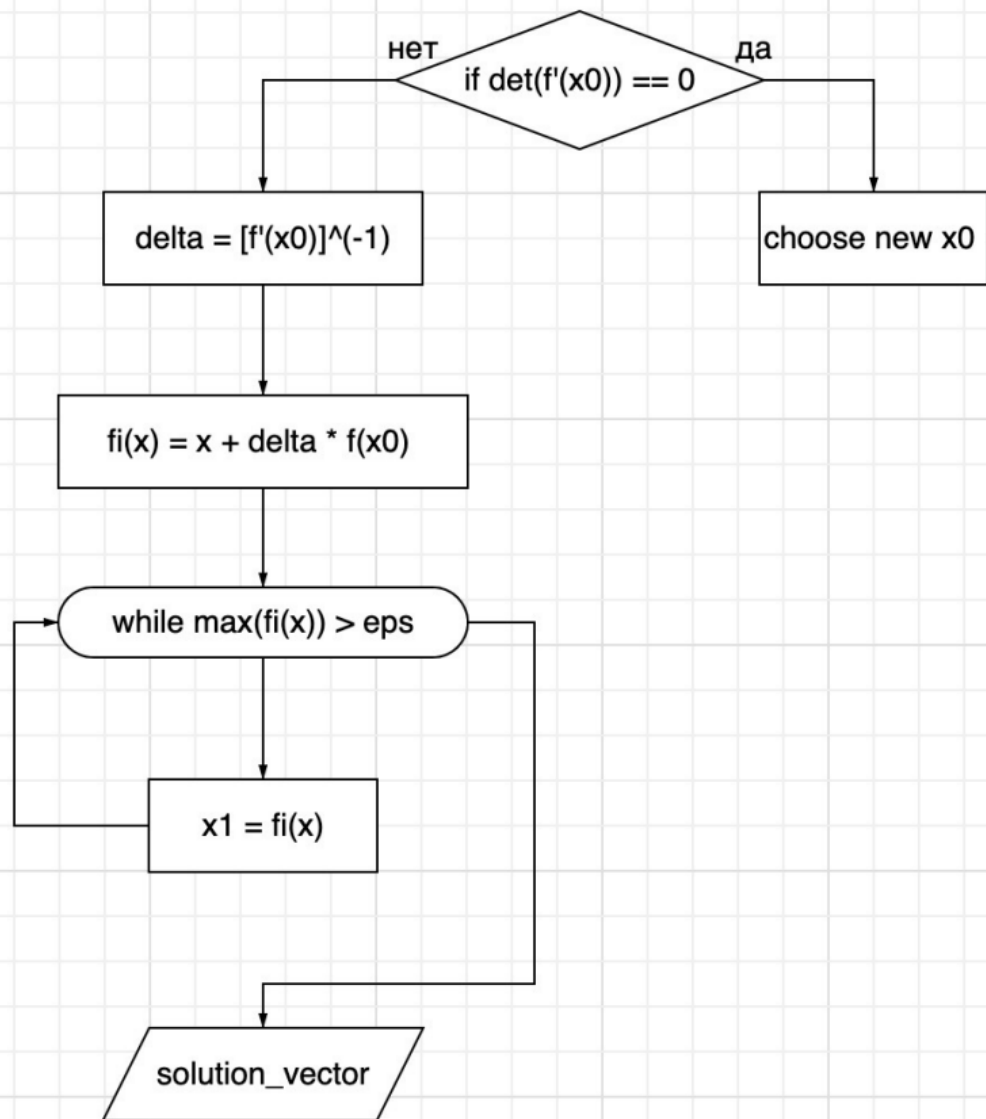 нет
да
if det(f'(x0)) == 0
delta = [f'(x0)]^(-1)
choose new x0
fi(x) = x + delta * f(x0)
while max(fi(x)) > eps
x1 = fi(x)
solution_vector